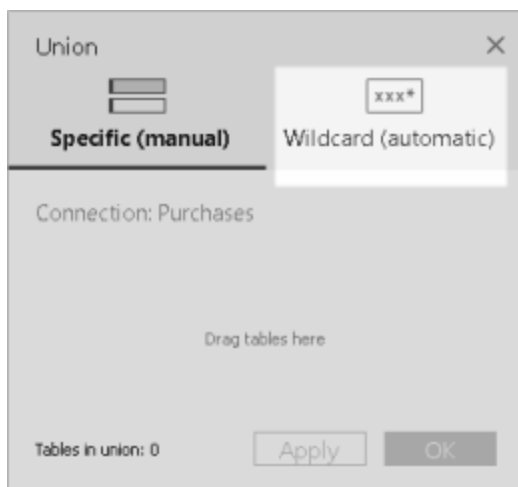 Union
xxx*
Specific (manual)
Wildcard (automatic)
Connection: Purchases
Drag tables here
Tables in union: 0
Apply
OK